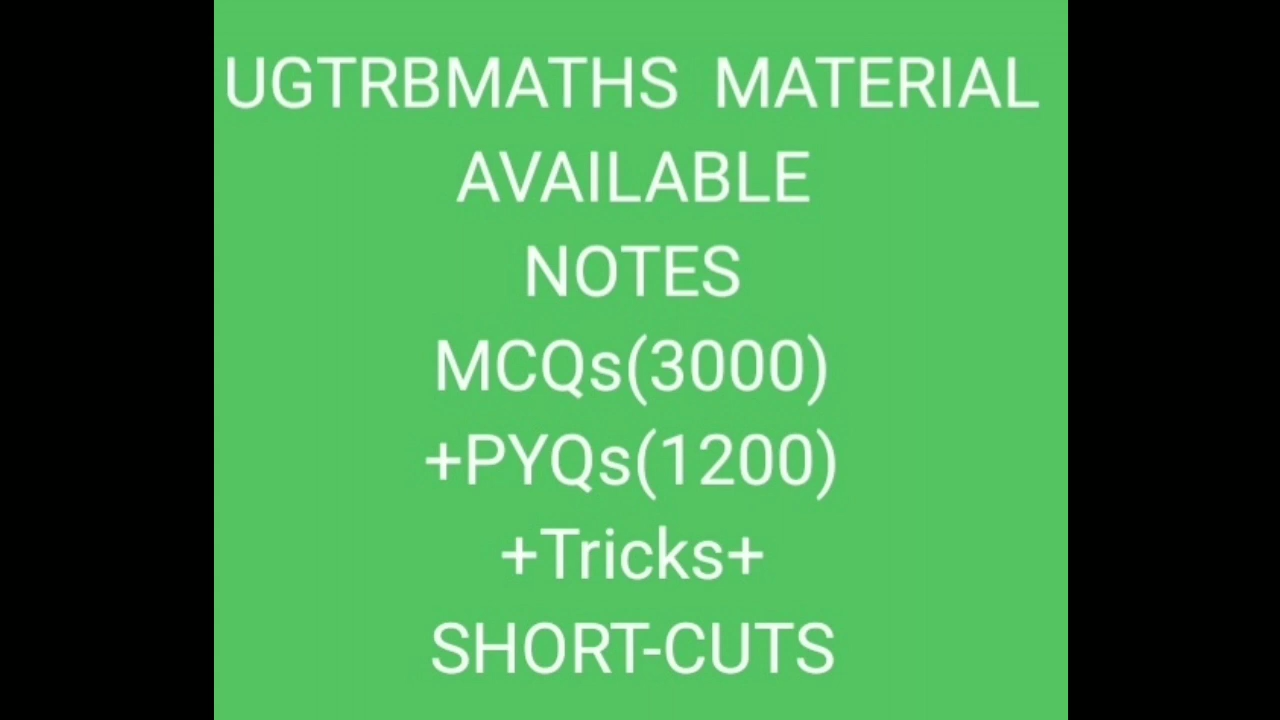 UGTRBMATHS MATERIAL
AVAILABLE
NOTES
MCQs(3000)
+PYQs(1200)
+Tricks+
SHORT-CUTS